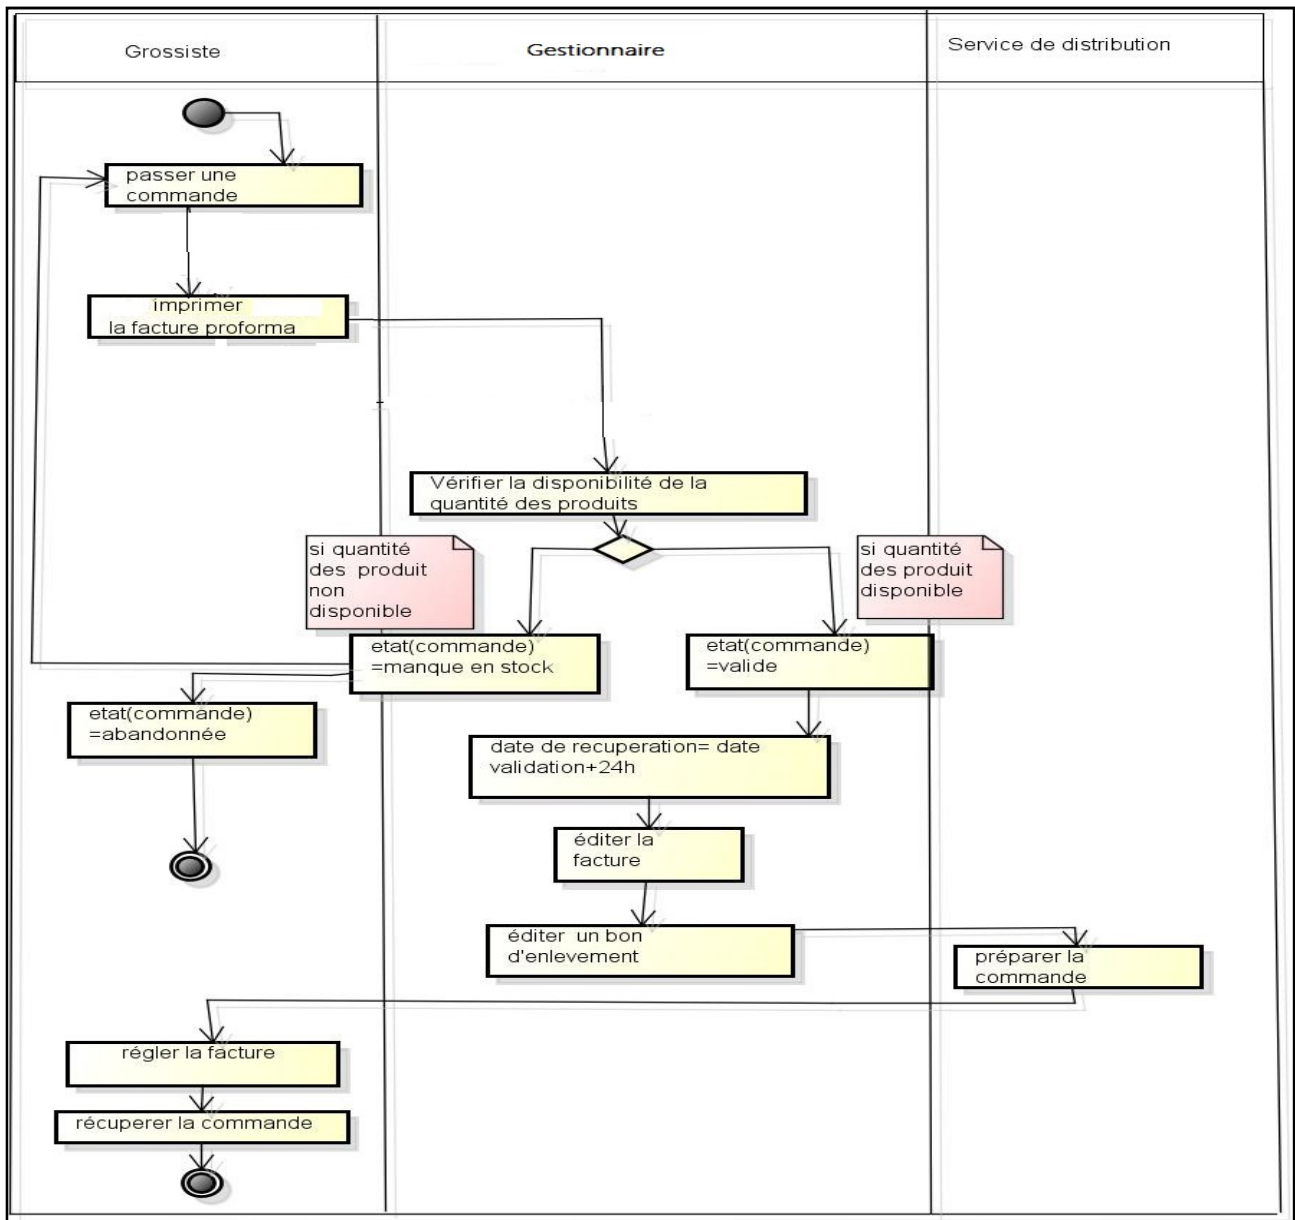 Grossiste
Gestionnaire
Service de distribution
passer une
commande
imprimer
la facture proforma
Vérifier la disponibilité de la
quantité des produits
si quantité
des produit
non
disponible
si quantité
des produit
disponible
etat(commande)
=manque en stock
etat(commande)
=valide
etat(commande)
=abandonnée
date de recuperation= date
validation+24h
éditer la
facture
éditer un bon
d'enlevement
préparer la
commande
régler la facture
récuperer la commande